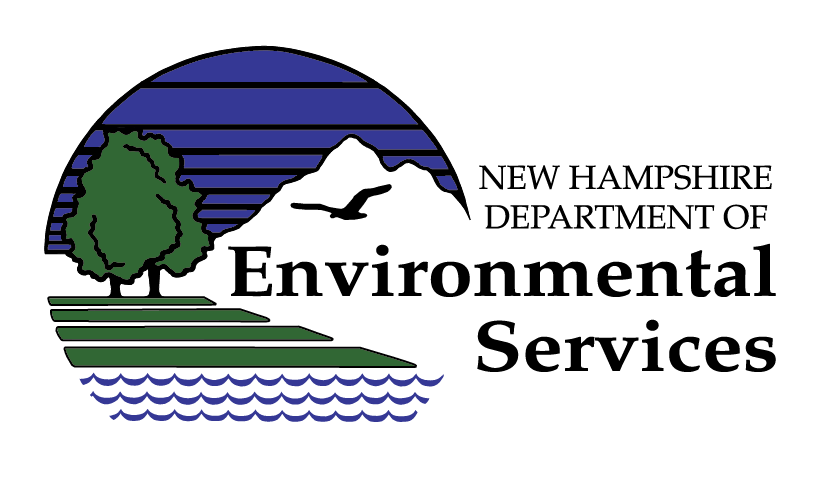 NEW HAMPSHIRE
DEPARTMENT OF
Environmental
Services